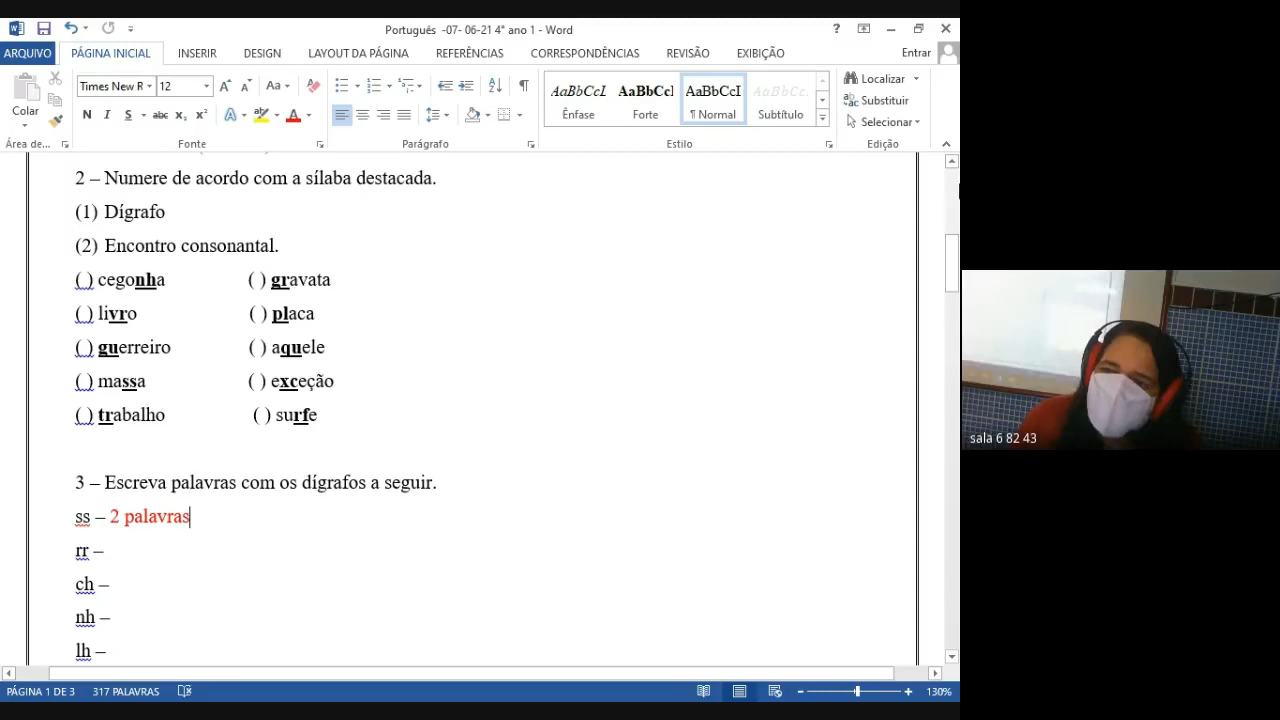 Português -07- 06-21 4° ano 1 - Word
ARQUIVO PÁGINA INICIAL INSERIR DESIGN LAYOUT DA PÁGINA REFERÊNCIAS CORRESPONDÊNCIAS REVISÃO EXIBIÇÃO Entrar
Colar
Times New R 12
N I S abc x₂ x²
AaBbCcI AaBbCcl AaBbCcI AaBbCc.
Ênfase Forte ¶ Normal Subtítulo
Localizar
Substituir
Selecionar
Área de... Fonte Parágrafo Estilo Edição
2 – Numere de acordo com a sílaba destacada.
(1) Dígrafo
(2) Encontro consonantal.
( ) cegonha ( ) gravata
( ) livro ( ) placa
( ) guerreiro ( ) aquele
( ) massa ( ) exceção
( ) trabalho ( ) surfe
3 – Escreva palavras com os dígrafos a seguir.
ss – 2 palavras
rr –
ch –
nh –
lh –
PÁGINA 1 DE 3 317 PALAVRAS 130%
sala 6 82 43